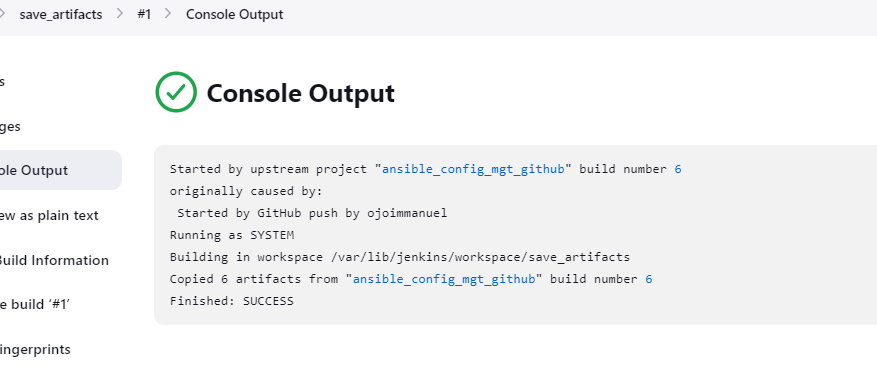 save_artifacts > #1 > Console Output
s
ges
ole Output
ew as plain text
Build Information
e build ‘#1’
ingerprints
Console Output
Started by upstream project "ansible_config_mgt_github" build number 6
originally caused by:
Started by GitHub push by ojoimmanuel
Running as SYSTEM
Building in workspace /var/lib/jenkins/workspace/save_artifacts
Copied 6 artifacts from "ansible_config_mgt_github" build number 6
Finished: SUCCESS